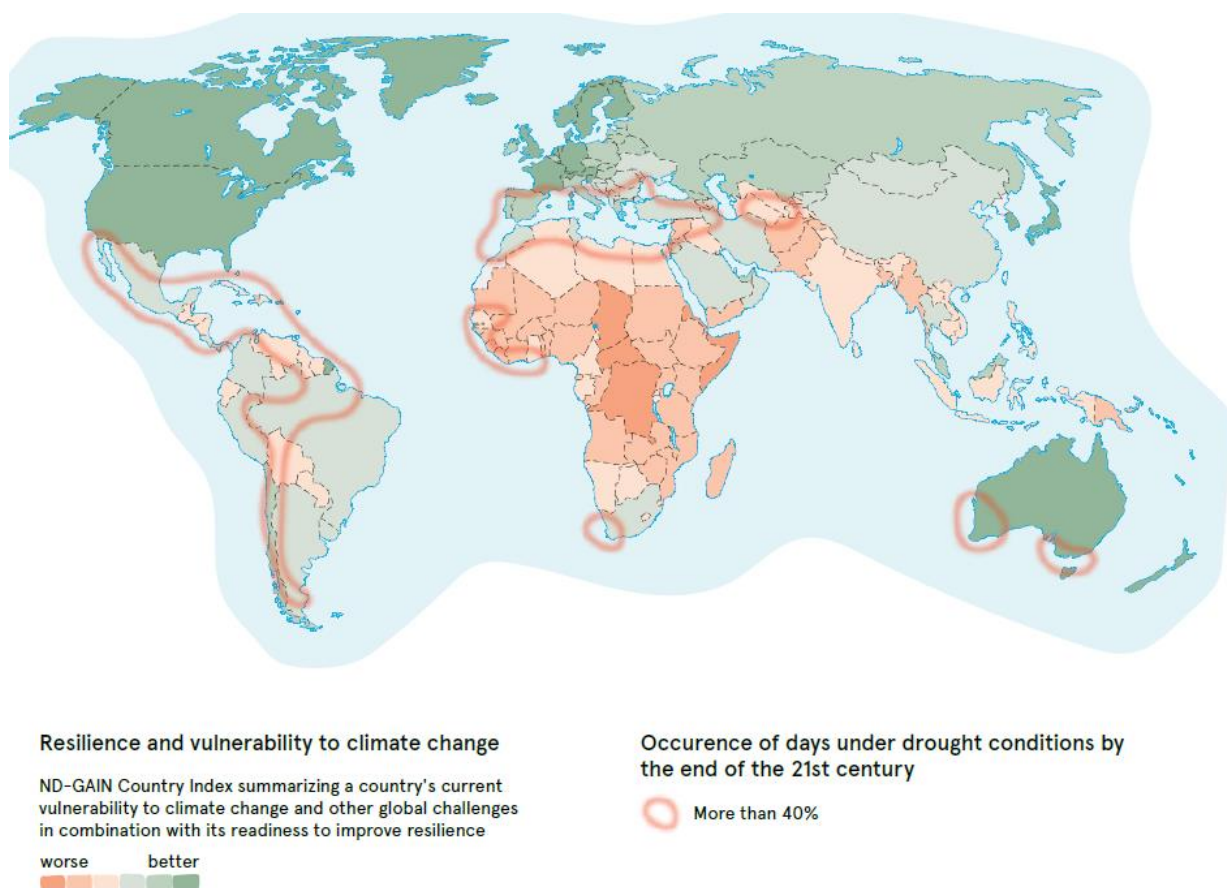 Resilience and vulnerability to climate change
ND-GAIN Country Index summarizing a country's current
vulnerability to climate change and other global challenges
in combination with its readiness to improve resilience
worse better
Occurence of days under drought conditions by
the end of the 21st century
More than 40%